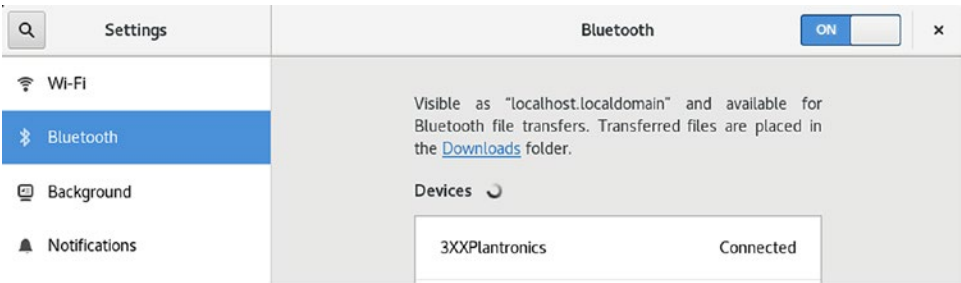 Settings
Bluetooth
ON
Wi-Fi
Bluetooth
Background
Notifications
Visible as “localhost.localdomain” and available for
Bluetooth file transfers. Transferred files are placed in
the Downloads folder.
Devices
3XXPlantronics Connected